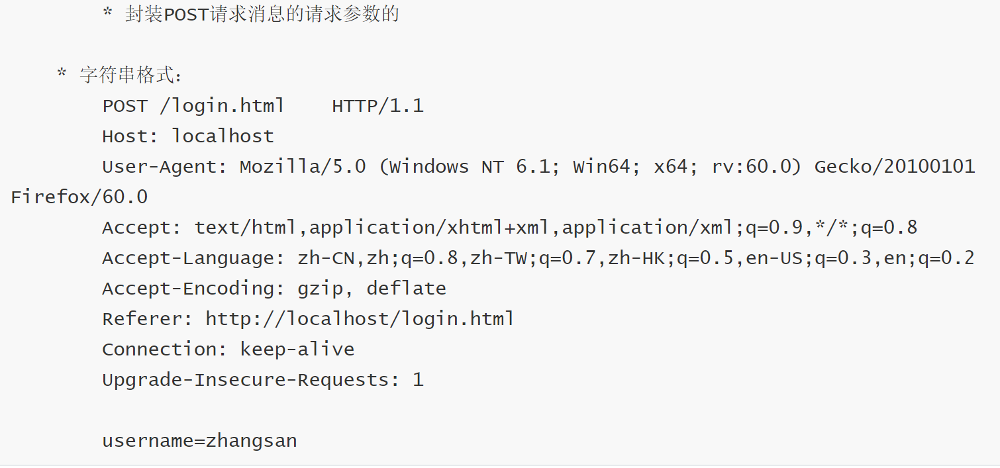 * 封装POST请求消息的请求参数的
* 字符串格式：
POST /login.html    HTTP/1.1
Host: localhost
User-Agent: Mozilla/5.0 (Windows NT 6.1; Win64; x64; rv:60.0) Gecko/20100101
Firefox/60.0
Accept: text/html,application/xhtml+xml,application/xml;q=0.9,*/*;q=0.8
Accept-Language: zh-CN,zh;q=0.8,zh-TW;q=0.7,zh-HK;q=0.5,en-US;q=0.3,en;q=0.2
Accept-Encoding: gzip, deflate
Referer: http://localhost/login.html
Connection: keep-alive
Upgrade-Insecure-Requests: 1
username=zhangsan